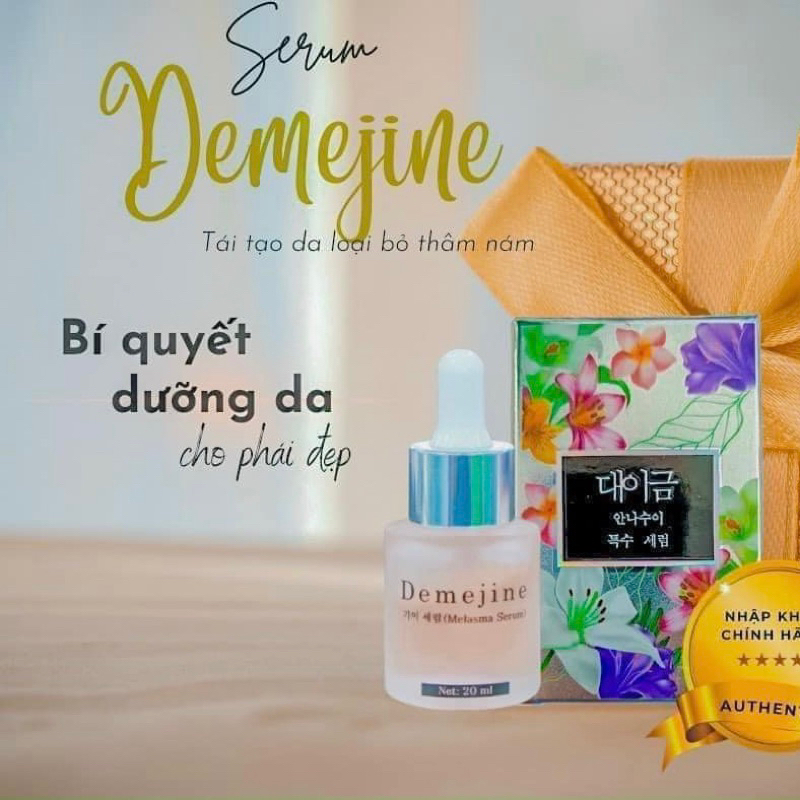 Serum
Demejine
Tái tạo da loại bỏ thâm nám
Bí quyết
dưỡng da
cho phái đẹp
대이금
안나수이
특수 세럼
Demejine
기미 세럼(Melasma Serum)
Net: 20 ml
NHẬP KH
CHÍNH HÃ
AUTHEN